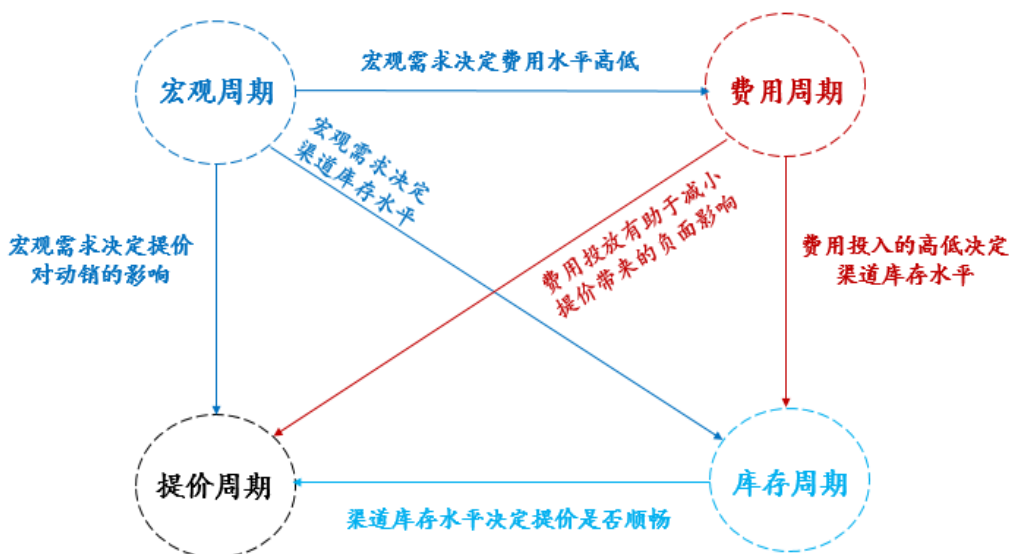 宏观需求决定费用水平高低
宏观周期
费用周期
宏观需求决定
渠道库存水平
费用投放有助于减小
提价带来的负面影响
宏观需求决定提价
对动销的影响
费用投入的高低决定
渠道库存水平
提价周期
库存周期
渠道库存水平决定提价是否顺畅